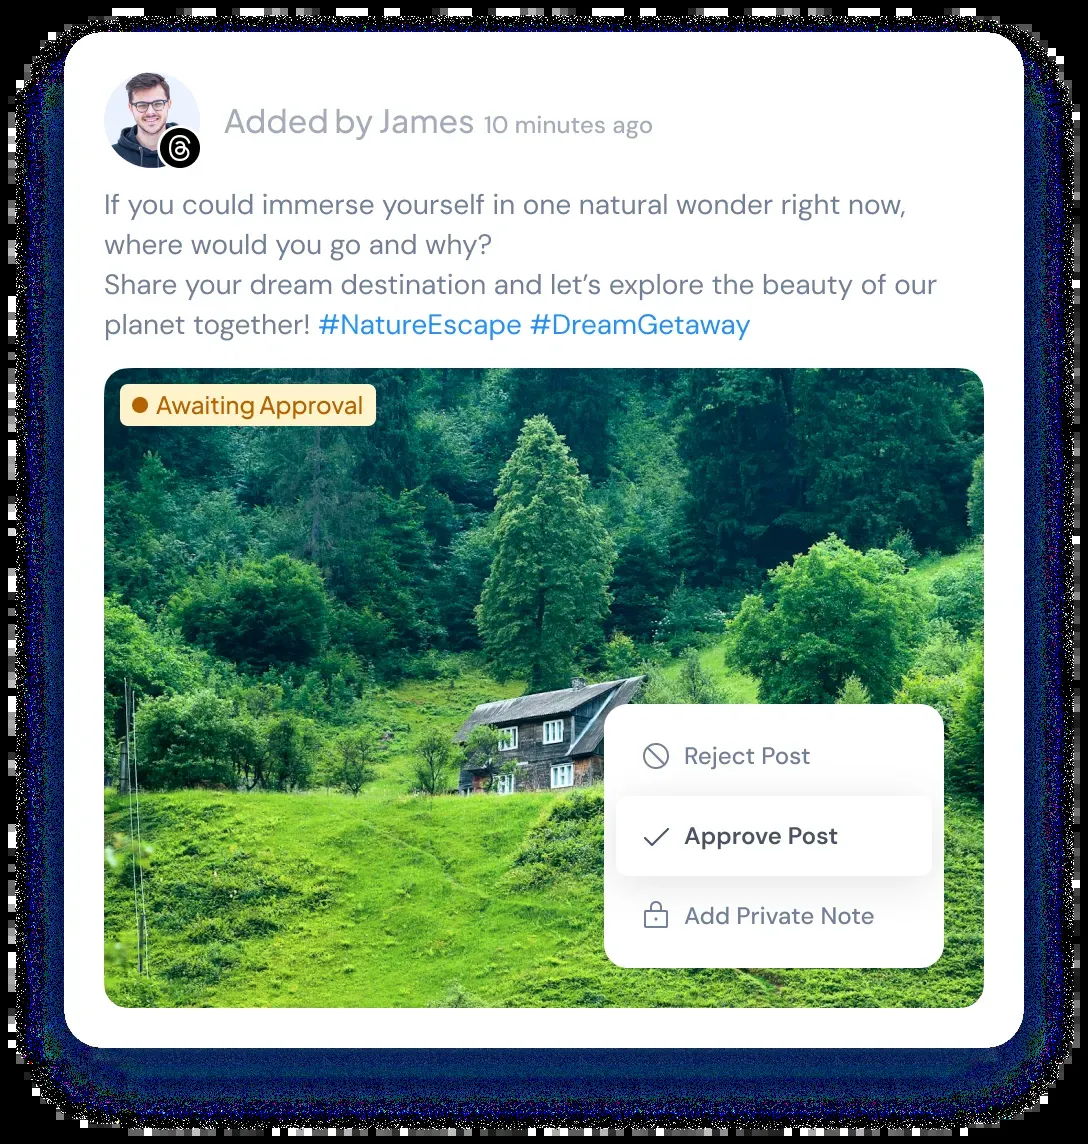 Added by James 10 minutes ago
If you could immerse yourself in one natural wonder right now,
where would you go and why?
Share your dream destination and let’s explore the beauty of our
planet together! #NatureEscape #DreamGetaway
Awaiting Approval
Reject Post
Approve Post
Add Private Note